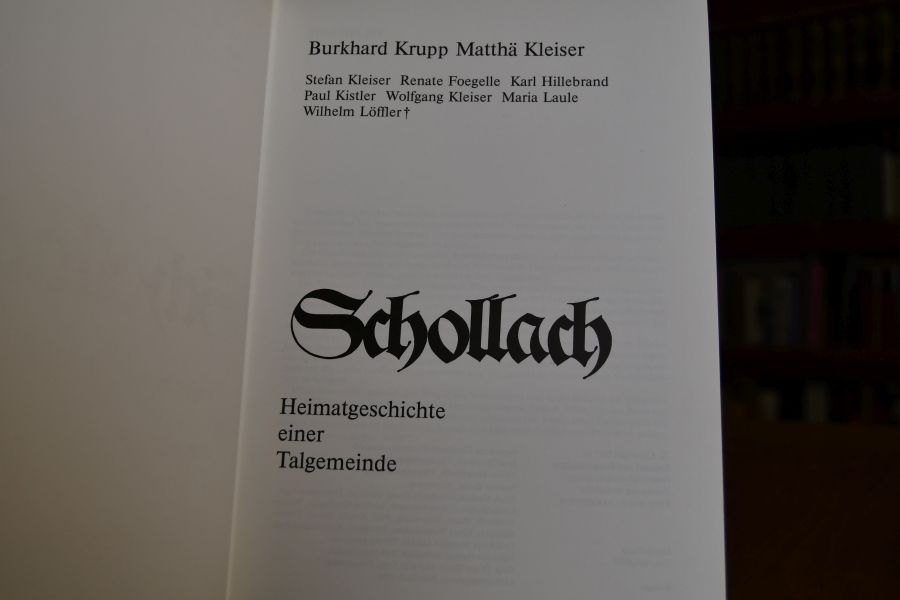 Burkhard Krupp Matthä Kleiser
Stefan Kleiser Renate Foegelle Karl Hillebrand
Paul Kistler Wolfgang Kleiser Maria Laule
Wilhelm Löffler†
Schollach
Heimatgeschichte
einer
Talgemeinde